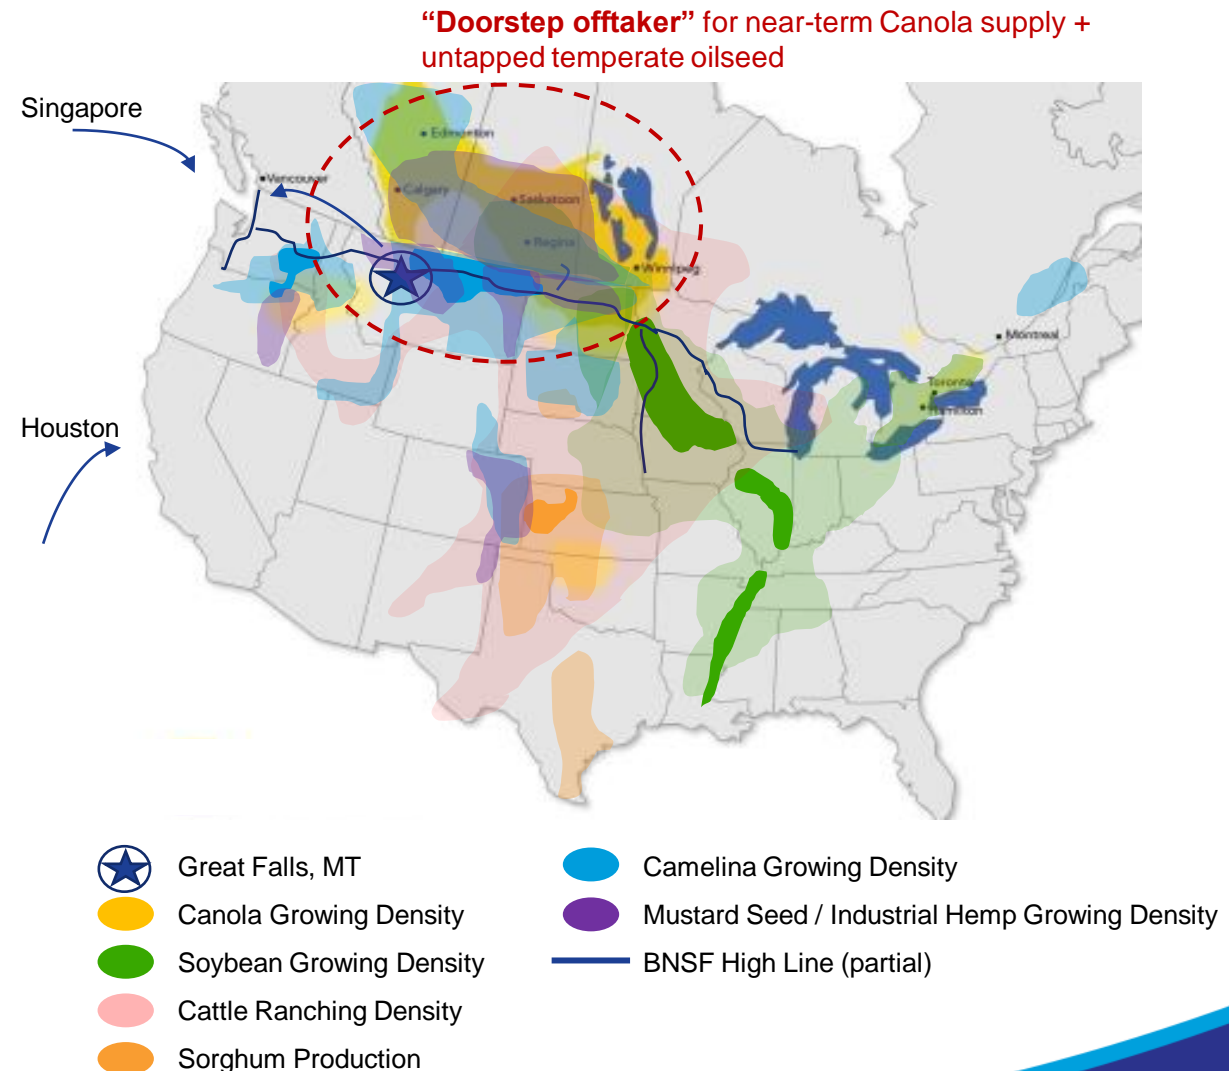 “Doorstep offtaker” for near-term Canola supply +
untapped temperate oilseed
Singapore
Edmonton
Vancouver
Calgary
Saskatoon
Regina
Winnipeg
Montreal
Toronto
Hamilton
Houston
Great Falls, MT
Camelina Growing Density
Canola Growing Density
Mustard Seed / Industrial Hemp Growing Density
Soybean Growing Density
BNSF High Line (partial)
Cattle Ranching Density
Sorghum Production